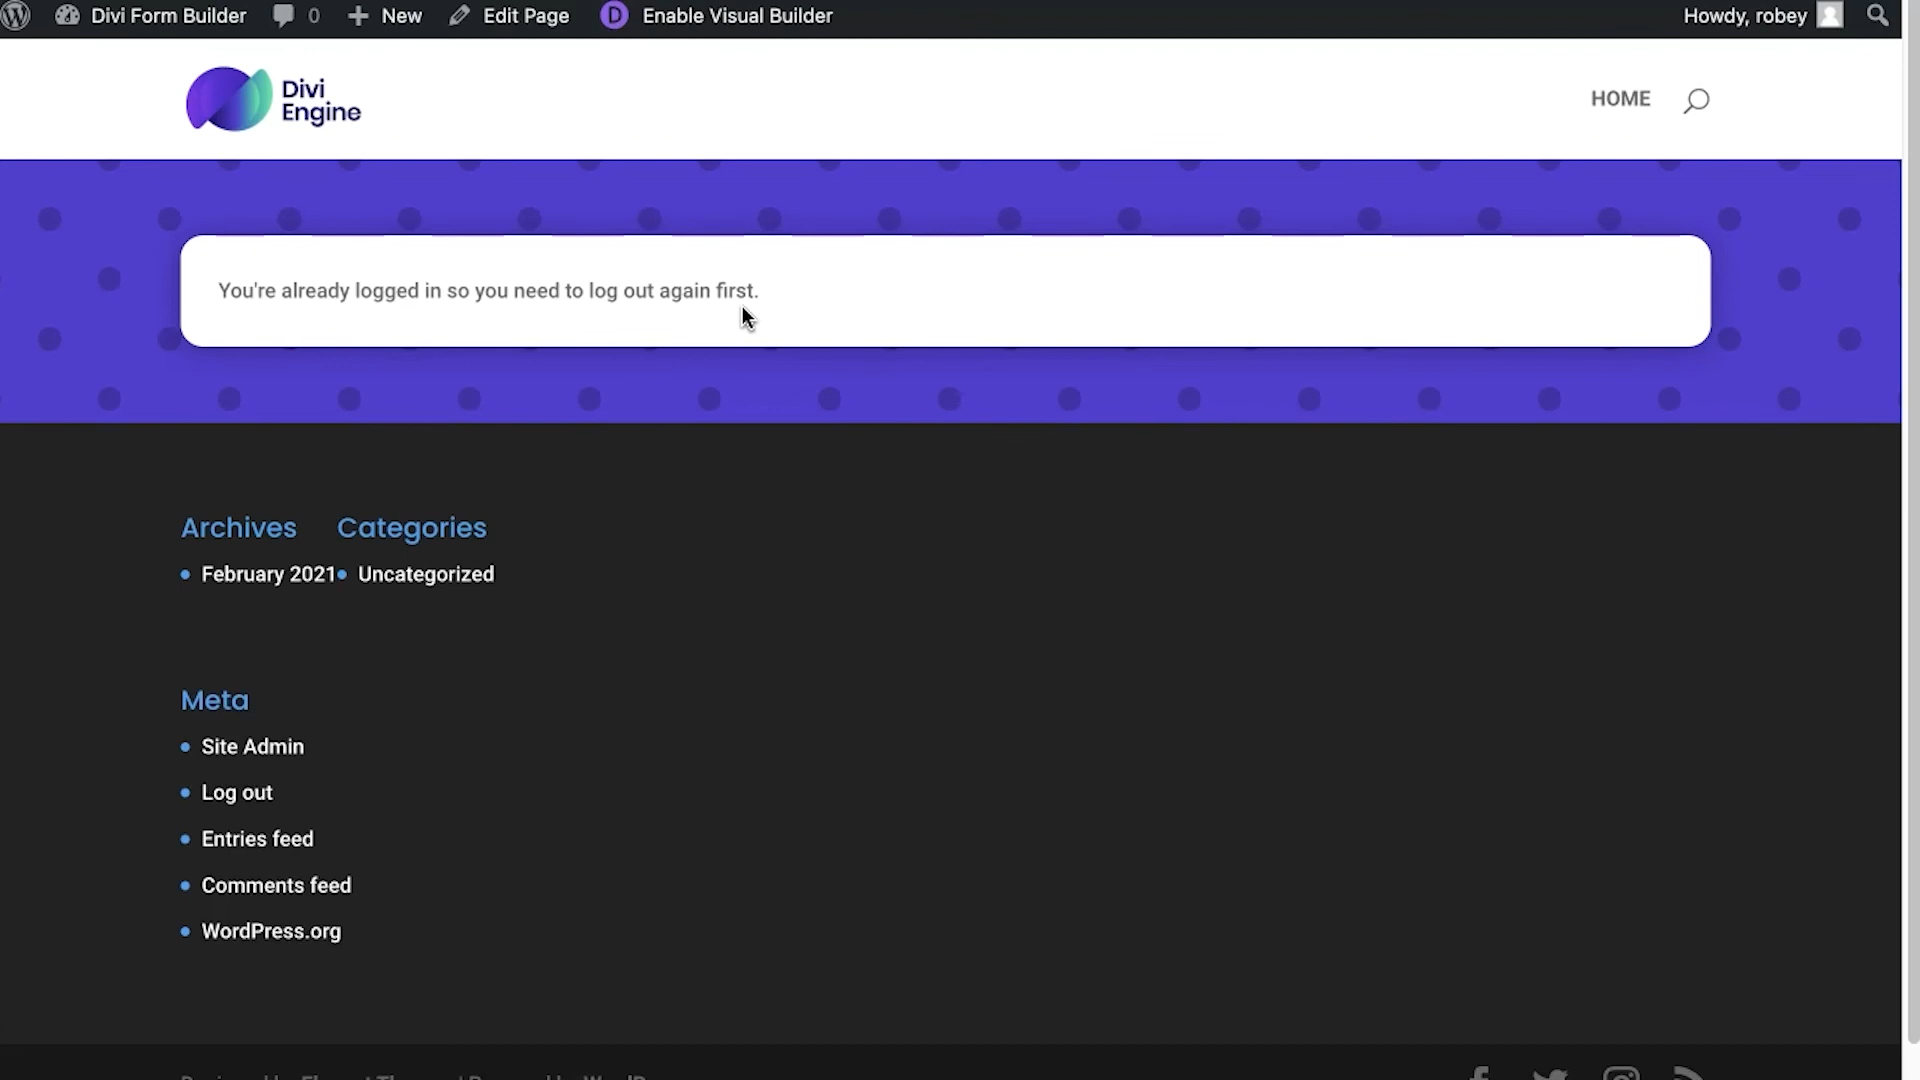 Divi Form Builder 0 New Edit Page D Enable Visual Builder Howdy, robey
Divi
Engine
HOME
You're already logged in so you need to log out again first.
Archives Categories
February 2021 Uncategorized
Meta
Site Admin
Log out
Entries feed
Comments feed
WordPress.org